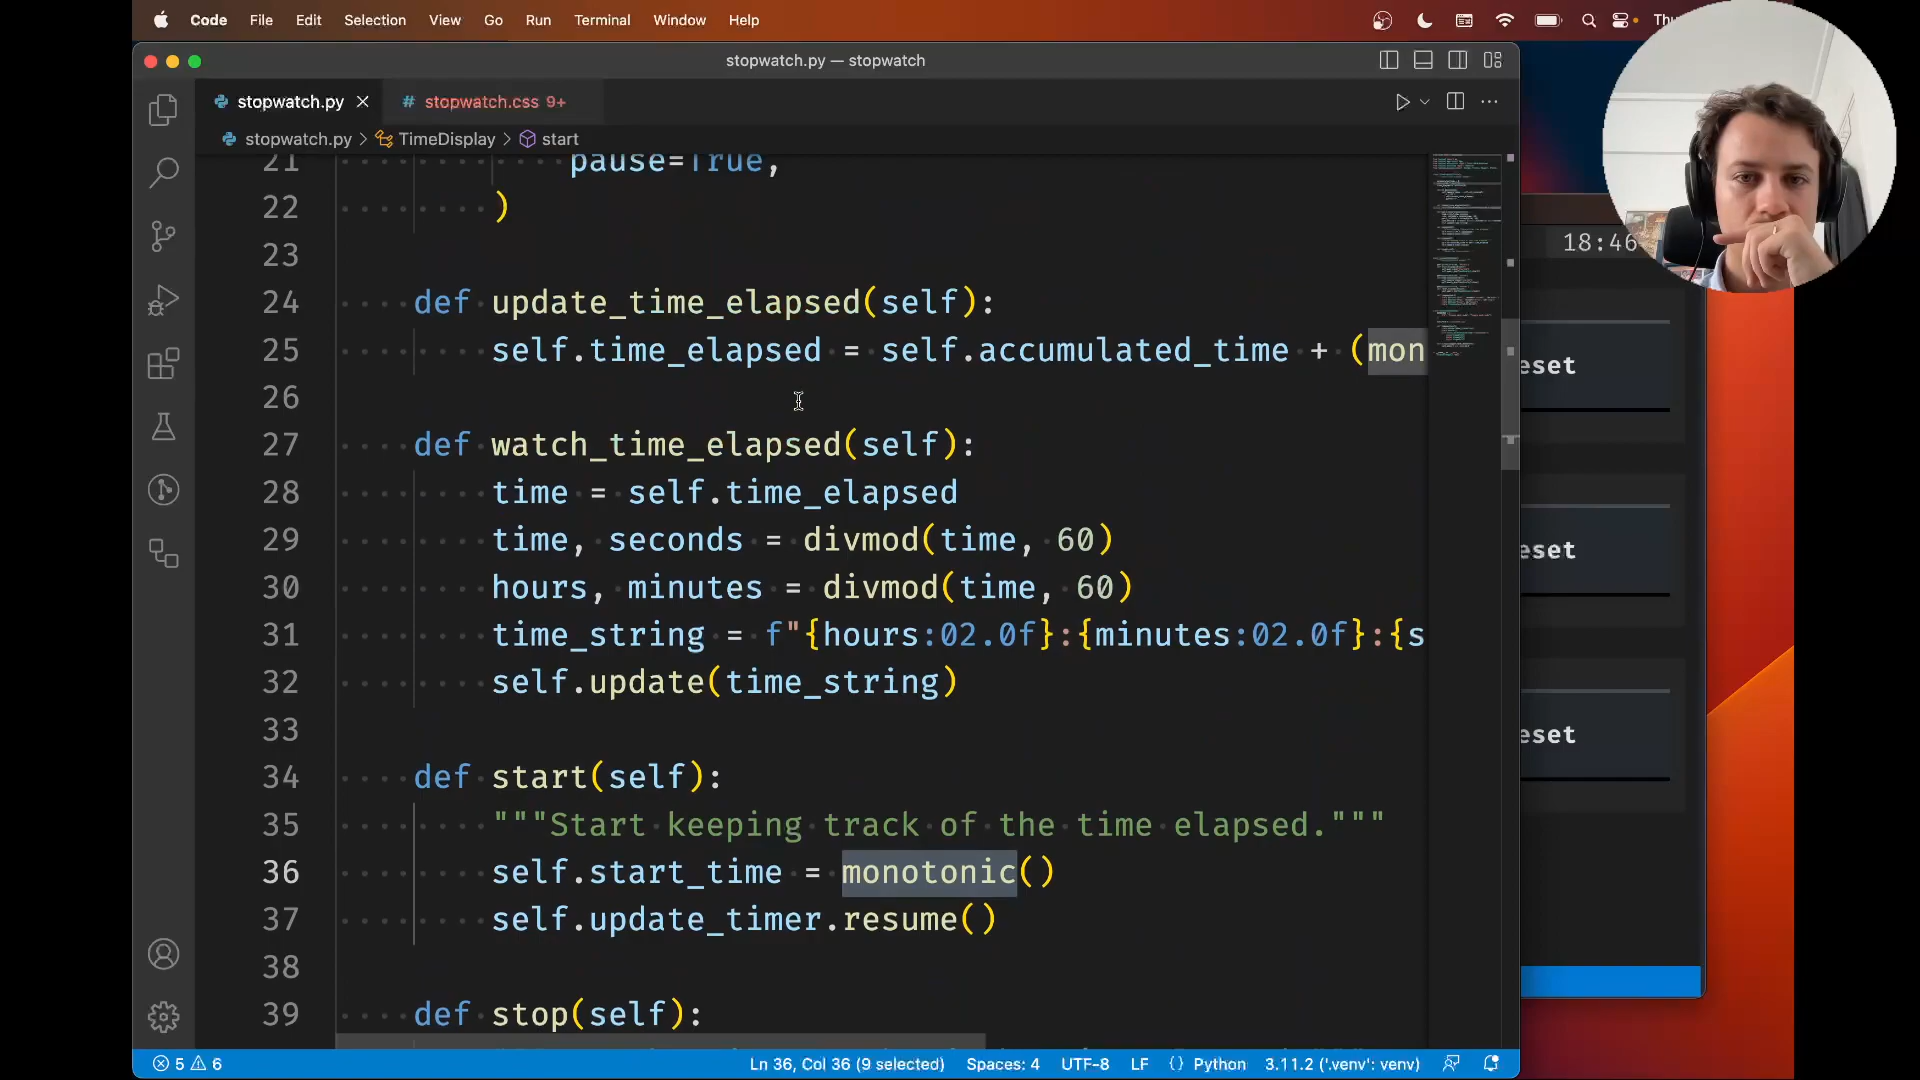 Code File Edit Selection View Go Run Terminal Window Help
stopwatch.py — stopwatch
stopwatch.py
stopwatch.css 9+
stopwatch.py > TimeDisplay > start
21 pause=True,
22 )
23
24 def update_time_elapsed(self):
25 self.time_elapsed = self.accumulated_time + (mon
26
27 def watch_time_elapsed(self):
28 time = self.time_elapsed
29 time, seconds = divmod(time, 60)
30 hours, minutes = divmod(time, 60)
31 time_string = f"{hours:02.0f}:{minutes:02.0f}:{s
32 self.update(time_string)
33
34 def start(self):
35 """Start keeping track of the time elapsed."""
36 self.start_time = monotonic()
37 self.update_timer.resume()
38
39 def stop(self):
18:46
eset
eset
eset
5 6
Ln 36, Col 36 (9 selected) Spaces: 4 UTF-8 LF {} Python 3.11.2 ('.venv': venv)